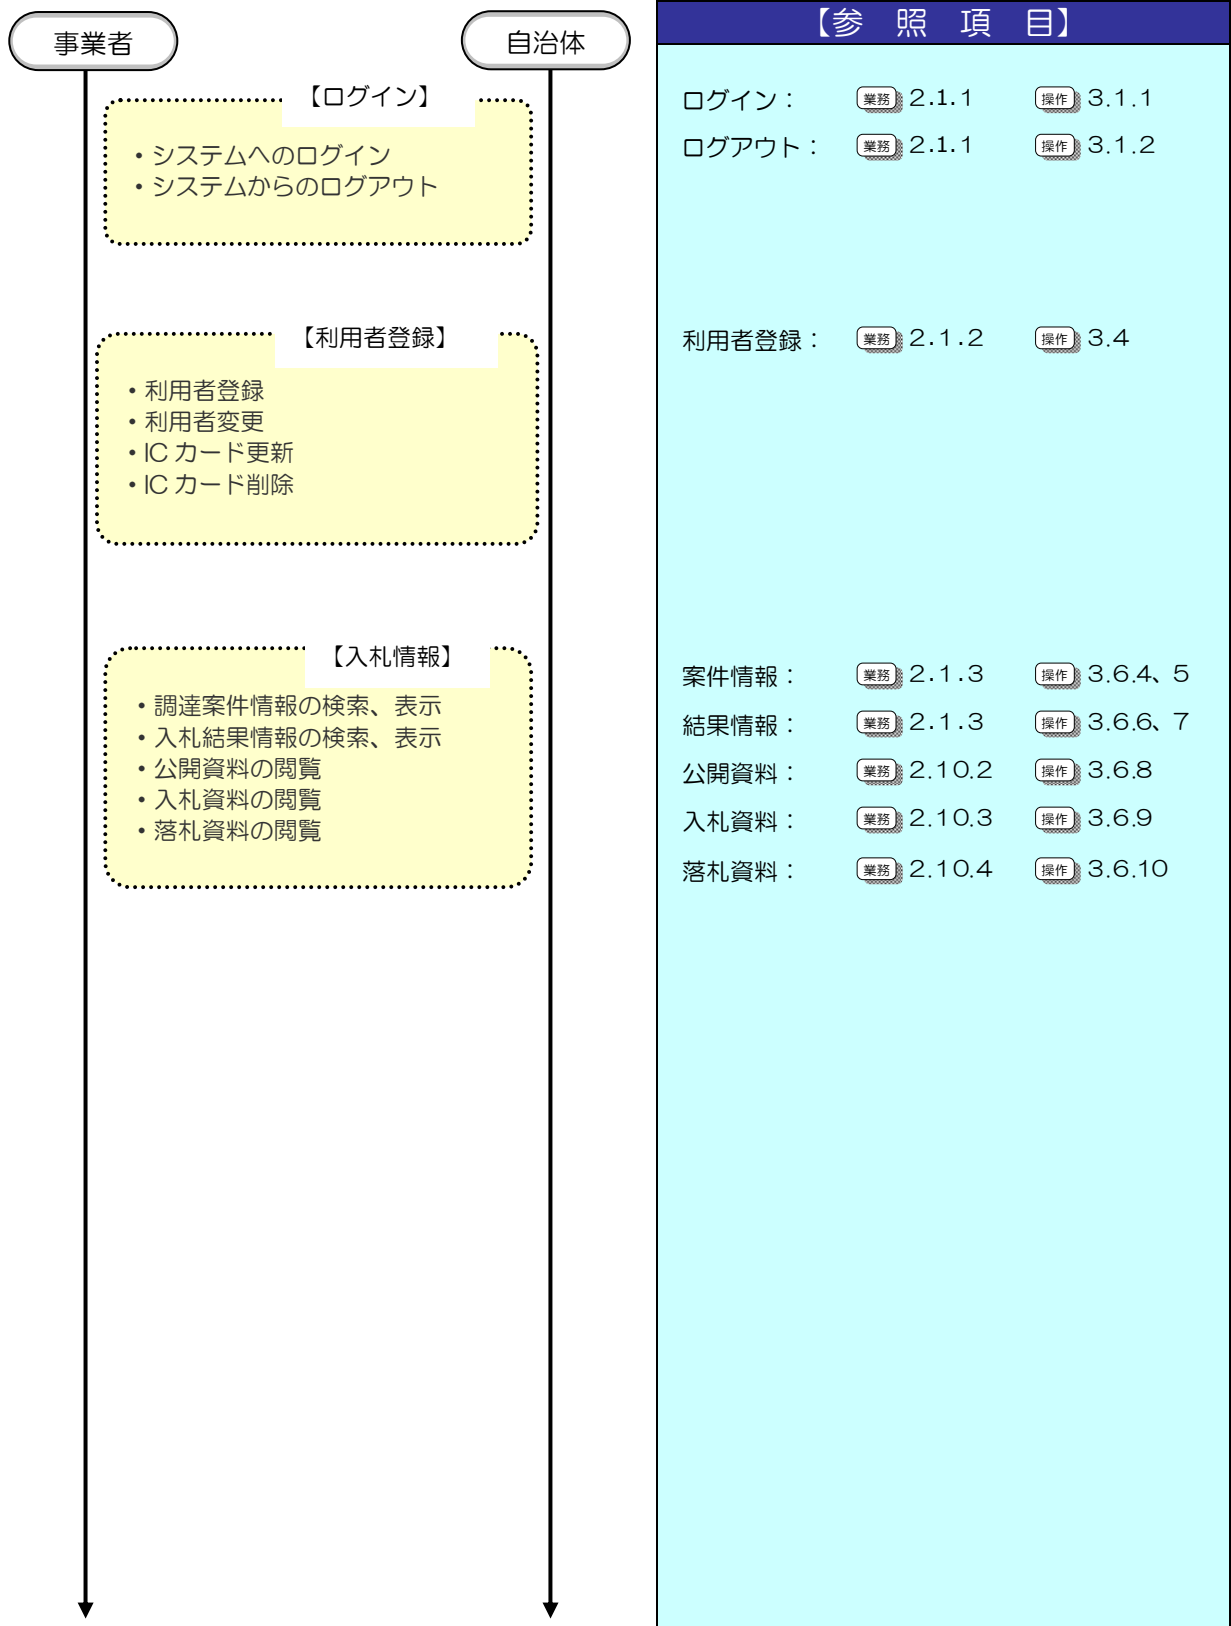 事業者
自治体
【ログイン】
・システムへのログイン
・システムからのログアウト
【利用者登録】
・利用者登録
・利用者変更
・IC カード更新
・IC カード削除
【入札情報】
・調達案件情報の検索、表示
・入札結果情報の検索、表示
・公開資料の閲覧
・入札資料の閲覧
・落札資料の閲覧
【参 照 項 目】
ログイン： 業務 2.1.1 操作 3.1.1
ログアウト： 業務 2.1.1 操作 3.1.2
利用者登録： 業務 2.1.2 操作 3.4
案件情報： 業務 2.1.3 操作 3.6.4、5
結果情報： 業務 2.1.3 操作 3.6.6、7
公開資料： 業務 2.10.2 操作 3.6.8
入札資料： 業務 2.10.3 操作 3.6.9
落札資料： 業務 2.10.4 操作 3.6.10